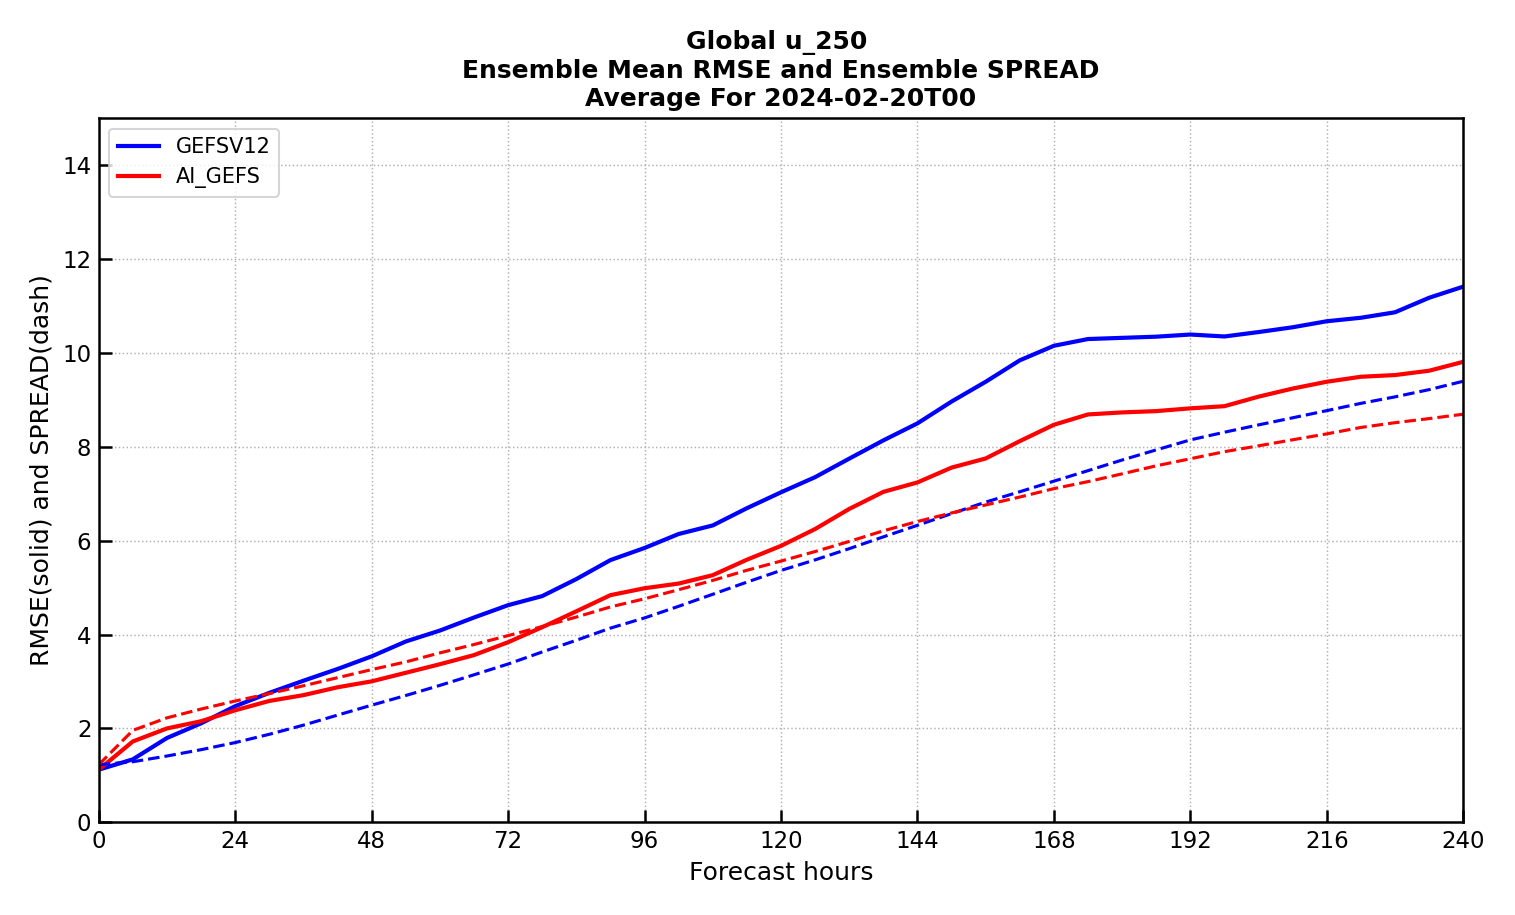 Global u_250
Ensemble Mean RMSE and Ensemble SPREAD
Average For 2024-02-20T00
GEFSV12
AI_GEFS
RMSE(solid) and SPREAD(dash)
14
12
10
8
6
4
2
0
0 24 48 72 96 120 144 168 192 216 240
Forecast hours